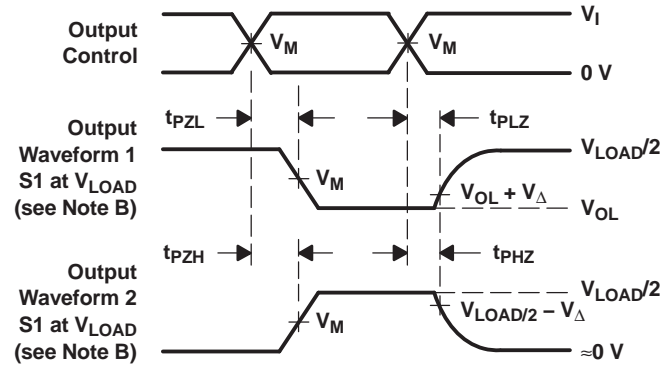 Output
Control
V_M
V_M
V_I
0 V
t_PZL
t_PLZ
Output
Waveform 1
S1 at V_LOAD
(see Note B)
V_M
V_LOAD/2
V_OL + V_Δ
V_OL
t_PZH
t_PHZ
Output
Waveform 2
S1 at V_LOAD
(see Note B)
V_M
V_LOAD/2
V_LOAD/2 − V_Δ
≈0 V